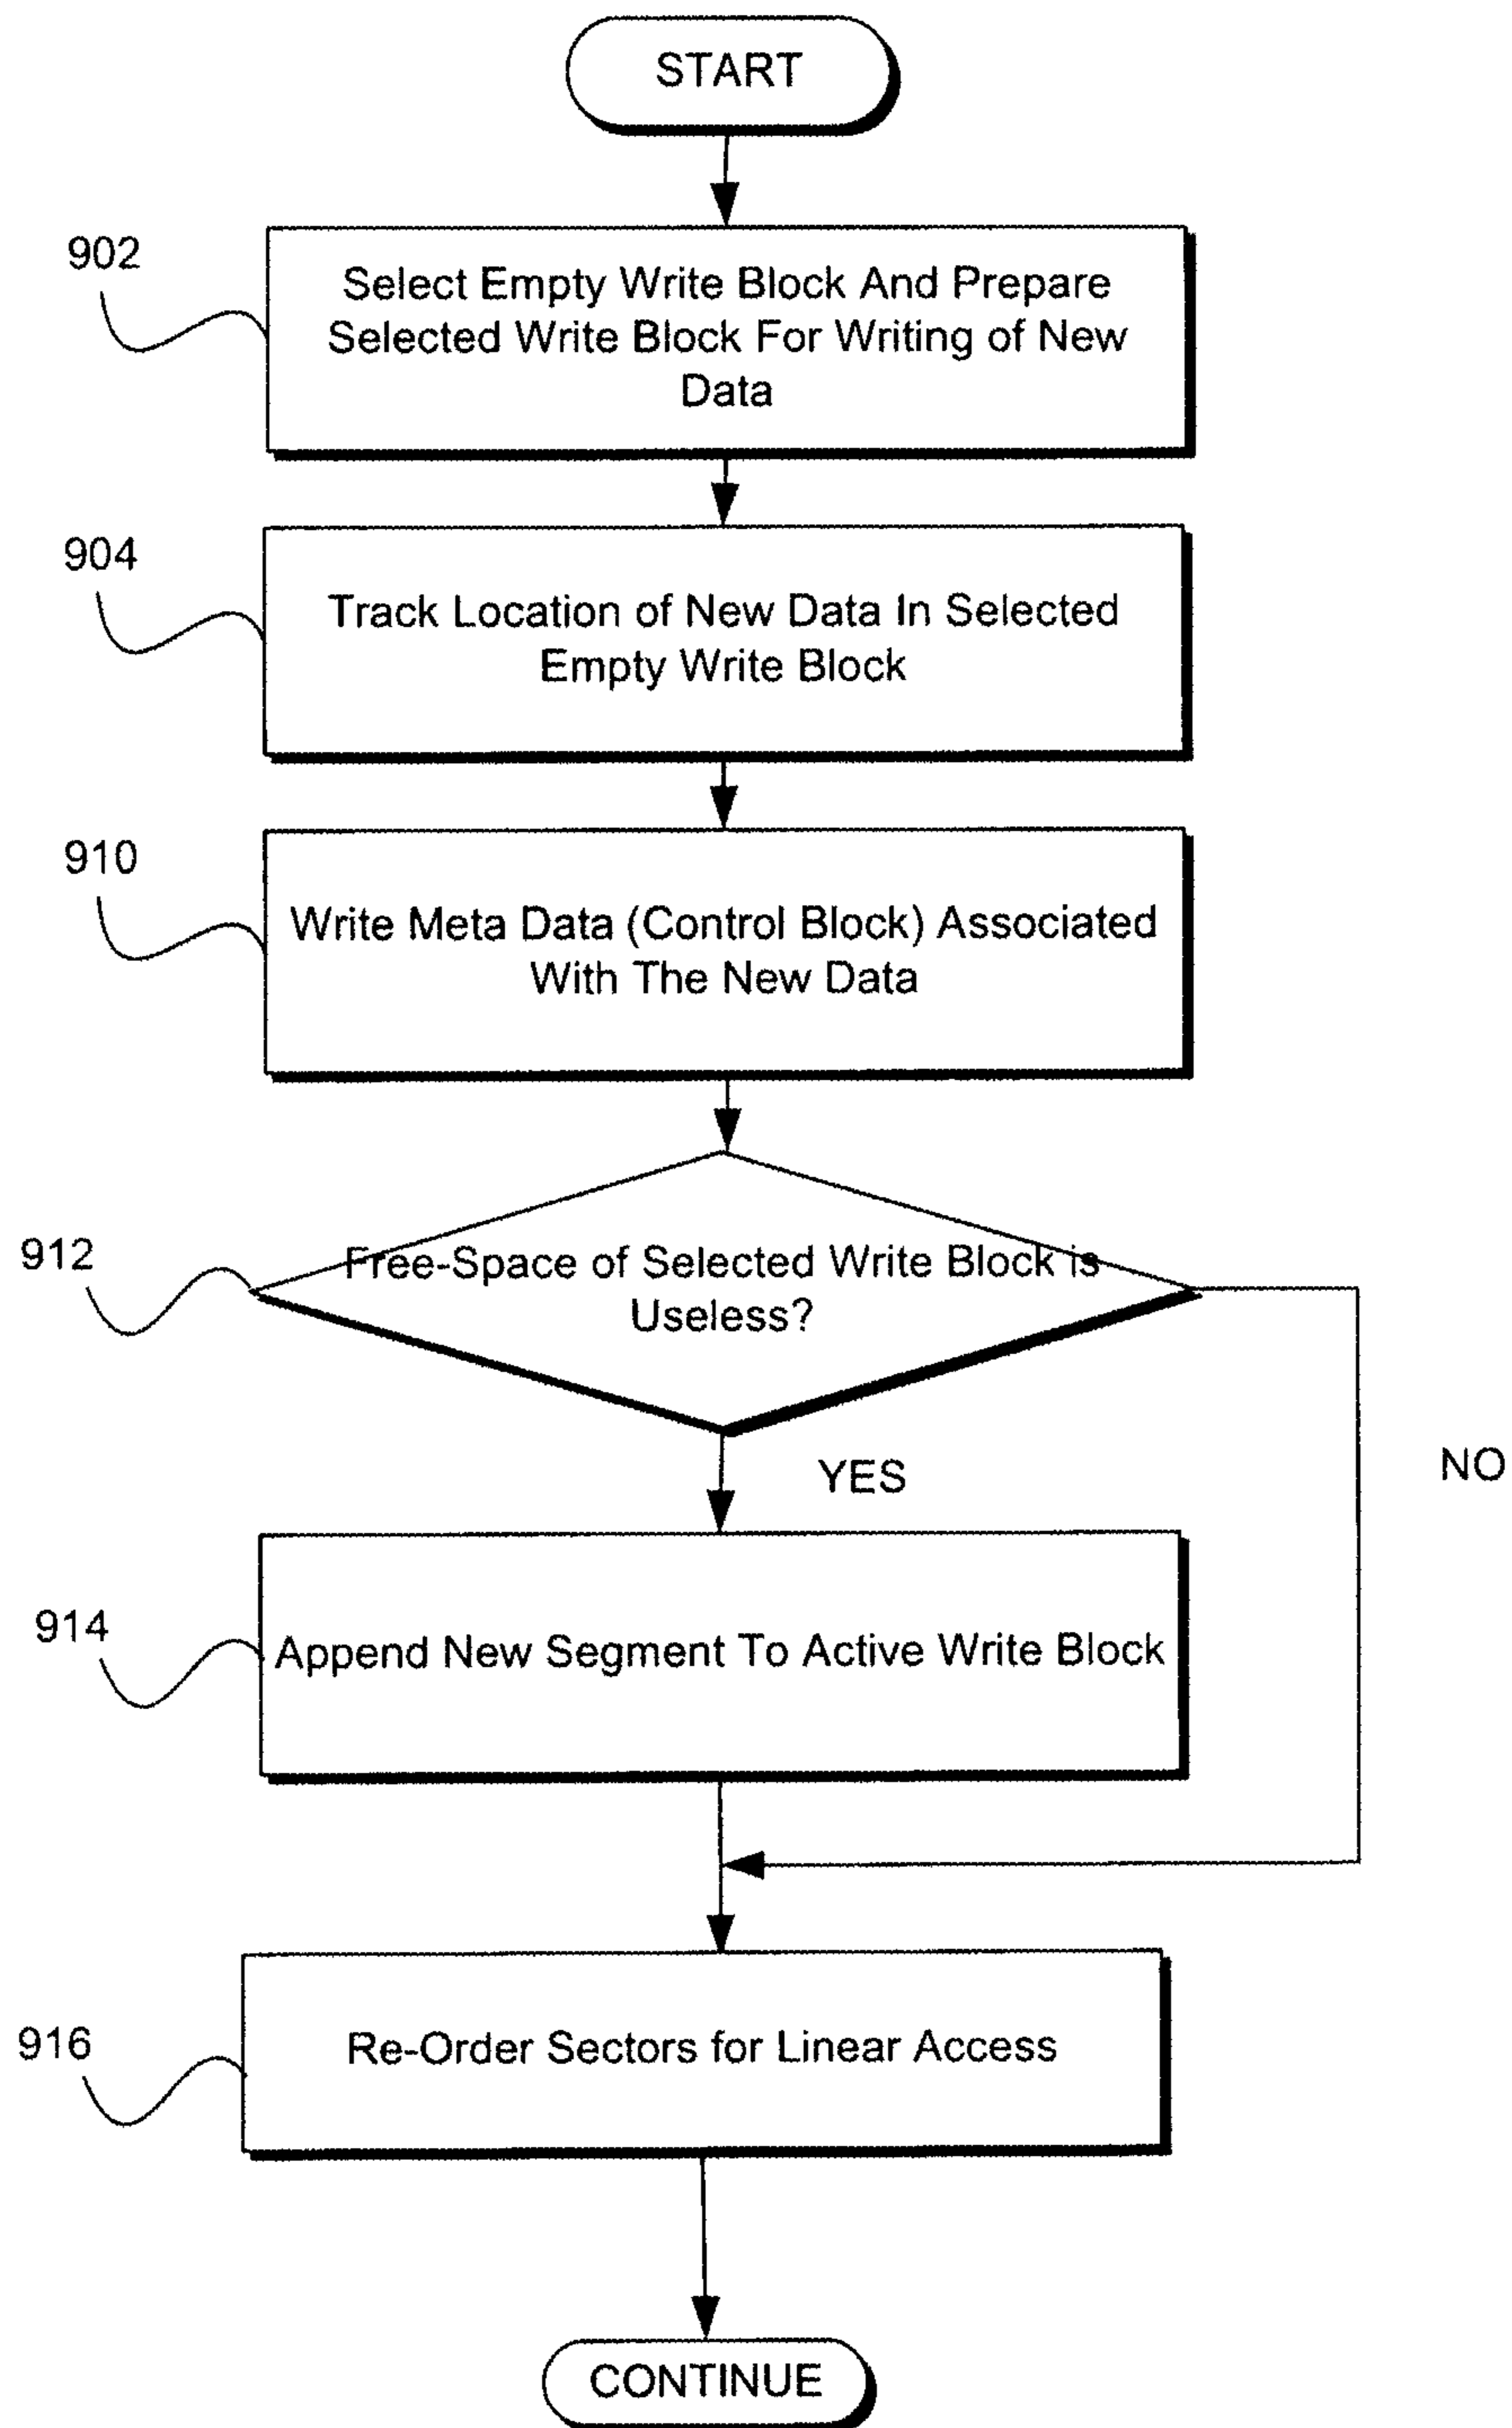 START
902
Select Empty Write Block And Prepare
Selected Write Block For Writing of New
Data
904
Track Location of New Data In Selected
Empty Write Block
910
Write Meta Data (Control Block) Associated
With The New Data
912
Free-Space of Selected Write Block is
Useless?
YES
NO
914
Append New Segment To Active Write Block
916
Re-Order Sectors for Linear Access
CONTINUE